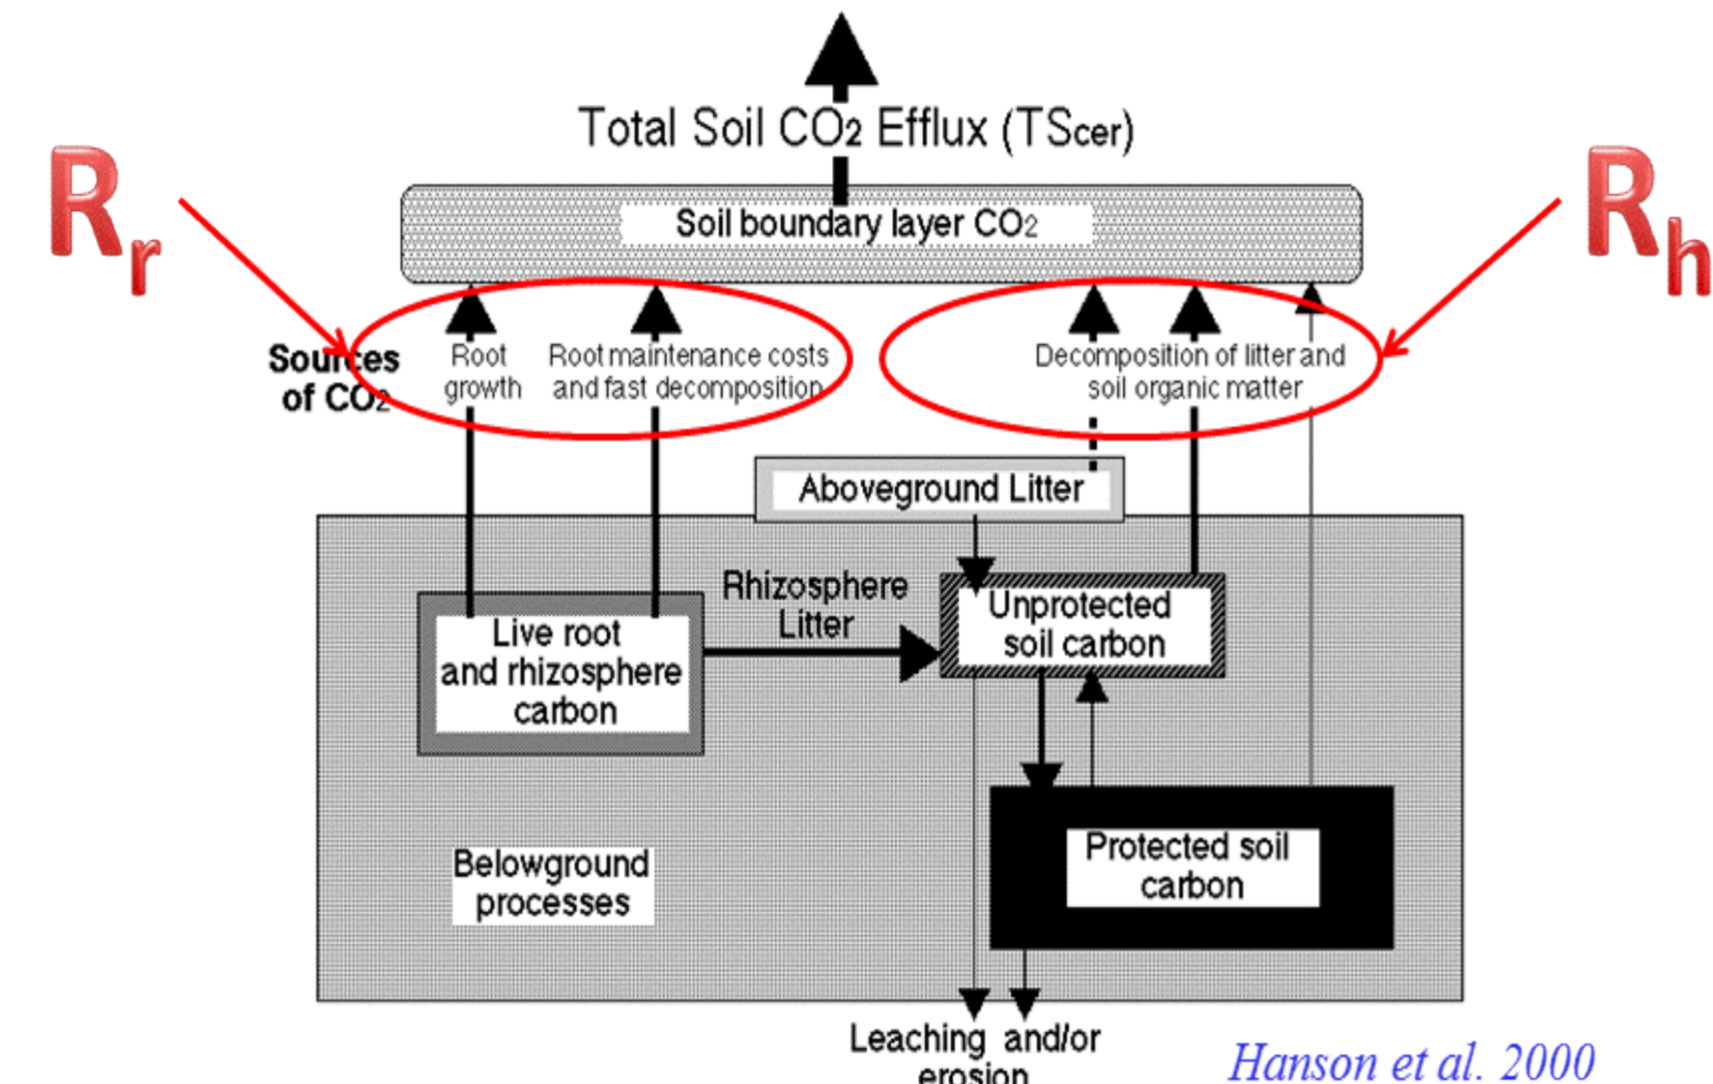 Total Soil CO2 Efflux (TScer)
Rr
Rh
Soil boundary layer CO2
Sources
of CO2
Root
growth
Root maintenance costs
and fast decomposition
Decomposition of litter and
soil organic matter
Aboveground Litter
Rhizosphere
Litter
Unprotected
soil carbon
Live root
and rhizosphere
carbon
Protected soil
carbon
Belowground
processes
Leaching and/or
erosion
Hanson et al. 2000